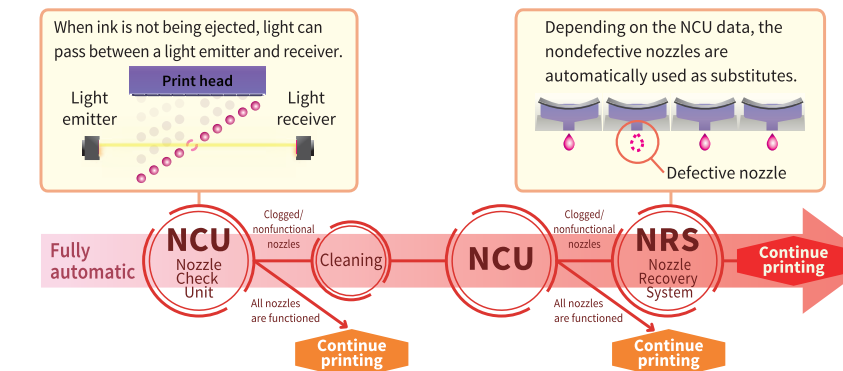 When ink is not being ejected, light can
pass between a light emitter and receiver.
Print head
Light
emitter
Light
receiver
Depending on the NCU data, the
nondefective nozzles are
automatically used as substitutes.
Defective nozzle
Fully
automatic
NCU
Nozzle
Check
Unit
Clogged/
nonfunctional
nozzles
All nozzles
are functioned
Continue
printing
Cleaning
NCU
Clogged/
nonfunctional
nozzles
All nozzles
are functioned
Continue
printing
NRS
Nozzle
Recovery
System
Continue
printing